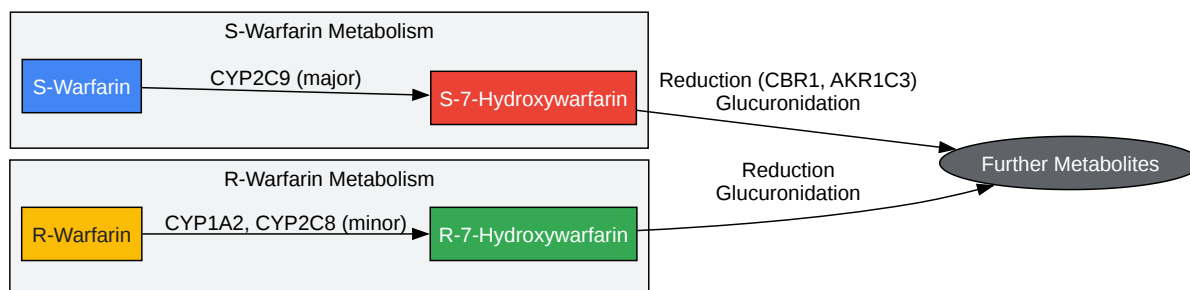 S-Warfarin Metabolism
S-Warfarin
CYP2C9 (major)
S-7-Hydroxywarfarin
Reduction (CBR1, AKR1C3)
Glucuronidation
R-Warfarin Metabolism
R-Warfarin
CYP1A2, CYP2C8 (minor)
R-7-Hydroxywarfarin
Reduction
Glucuronidation
Further Metabolites